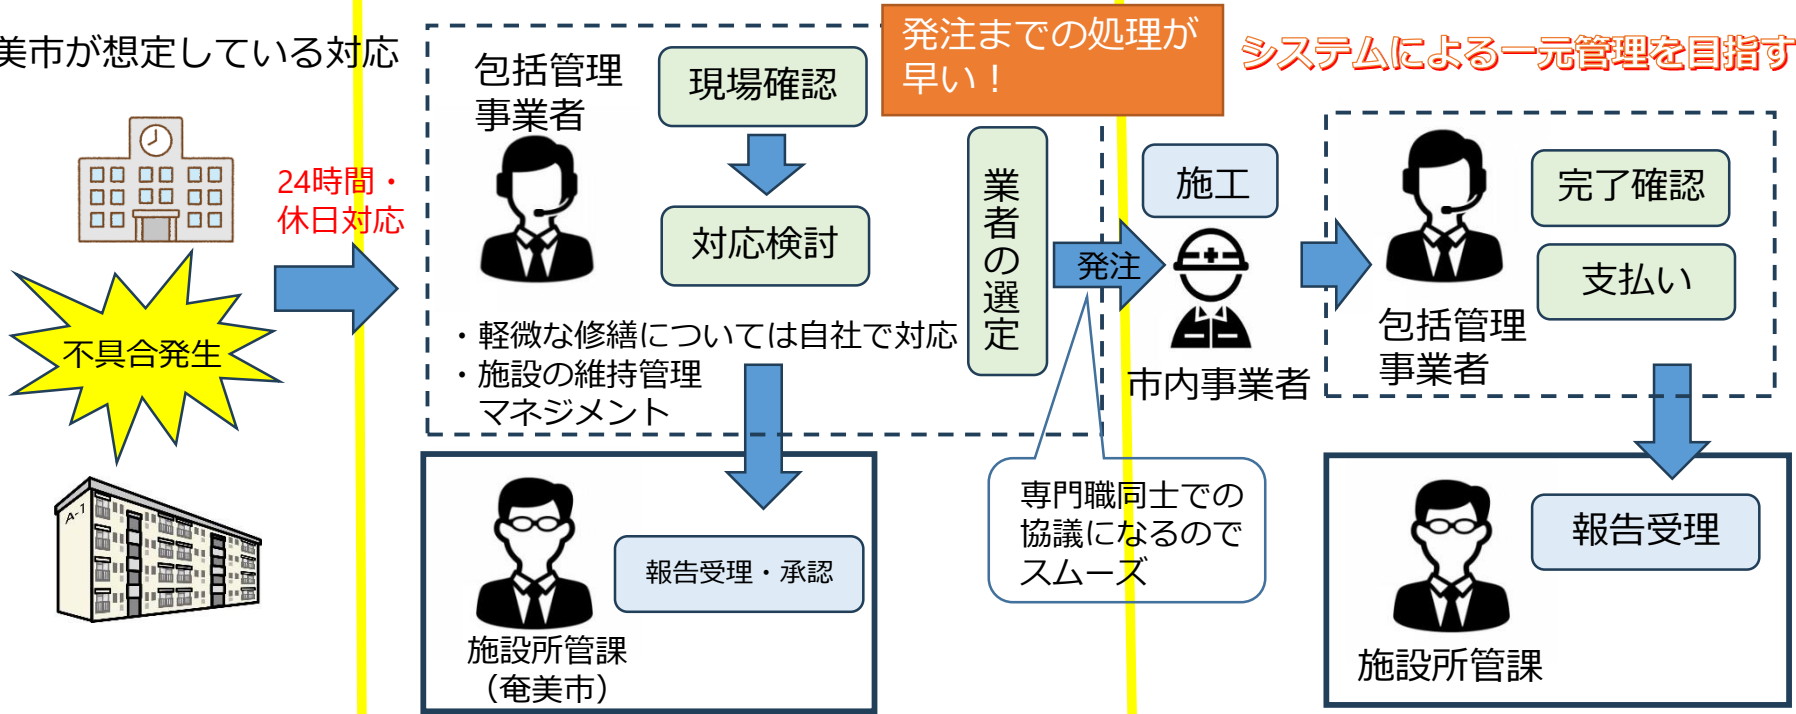 美市が想定している対応
24時間・
休日対応
不具合発生
A-1
包括管理
事業者
現場確認
対応検討
・軽微な修繕については自社で対応
・施設の維持管理
マネジメント
発注までの処理が
早い！
業者の選定
発注
専門職同士での
協議になるので
スムーズ
報告受理・承認
施設所管課
（奄美市）
システムによる一元管理を目指す
施工
市内事業者
包括管理
事業者
完了確認
支払い
報告受理
施設所管課